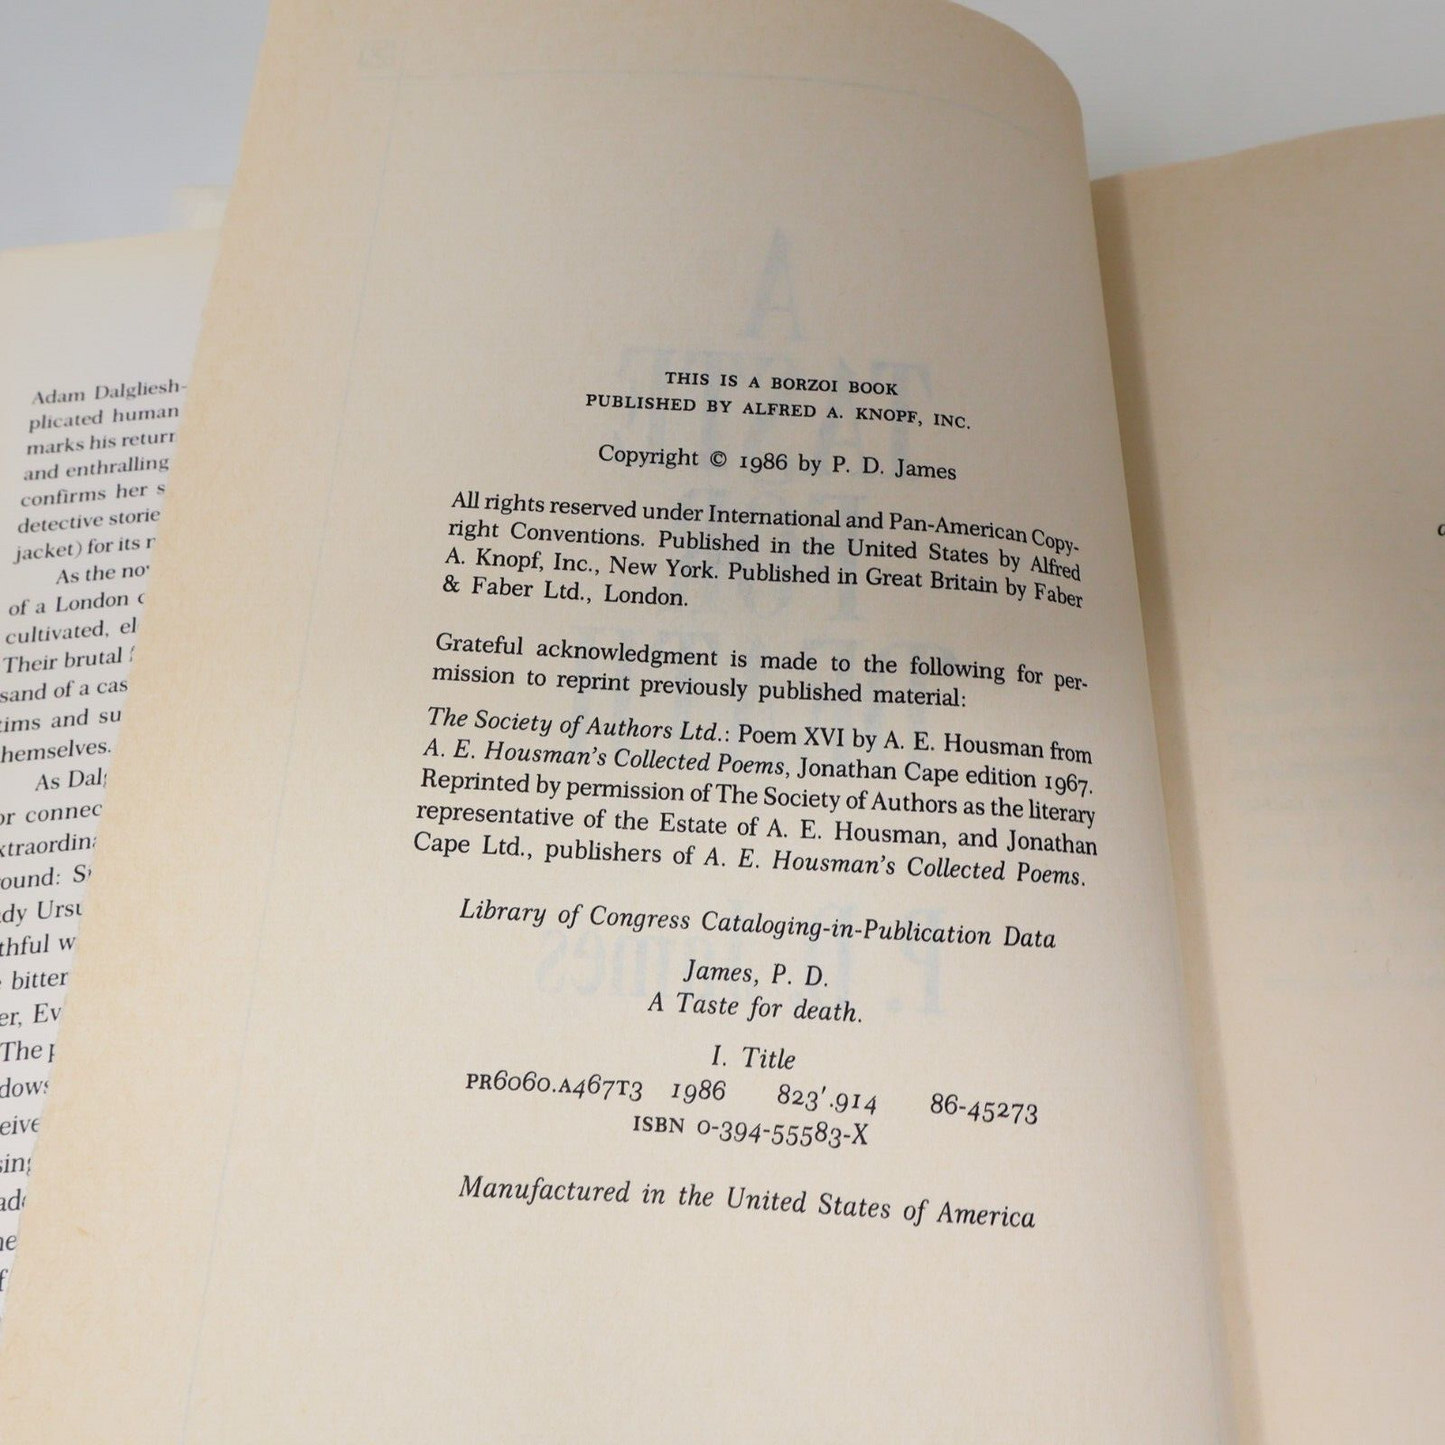 Adam Dalgliesh-
plicated human
marks his return
and enthralling
confirms her s
detective storie
jacket) for its r
As the no
of a London c
cultivated, el
Their brutal
sand of a cas
tims and su
hemselves.
As Dalg
or connec
xtraordina
ound: S
dy Ursu
thful w
bitter
er, Ev
The p
dows
eive
sing
ade
ne
f
THIS IS A BORZOI BOOK
PUBLISHED BY ALFRED A. KNOPF, INC.
Copyright © 1986 by P. D. James
All rights reserved under International and Pan-American Copy-
right Conventions. Published in the United States by Alfred
A. Knopf, Inc., New York. Published in Great Britain by Faber
& Faber Ltd., London.
Grateful acknowledgment is made to the following for per-
mission to reprint previously published material:
The Society of Authors Ltd.: Poem XVI by A. E. Housman from
A. E. Housman's Collected Poems, Jonathan Cape edition 1967.
Reprinted by permission of The Society of Authors as the literary
representative of the Estate of A. E. Housman, and Jonathan
Cape Ltd., publishers of A. E. Housman's Collected Poems.
Library of Congress Cataloging-in-Publication Data
James, P. D.
A Taste for death.
I. Title
PR6060.A467T3 1986 823'.914 86-45273
ISBN 0-394-55583-X
Manufactured in the United States of America